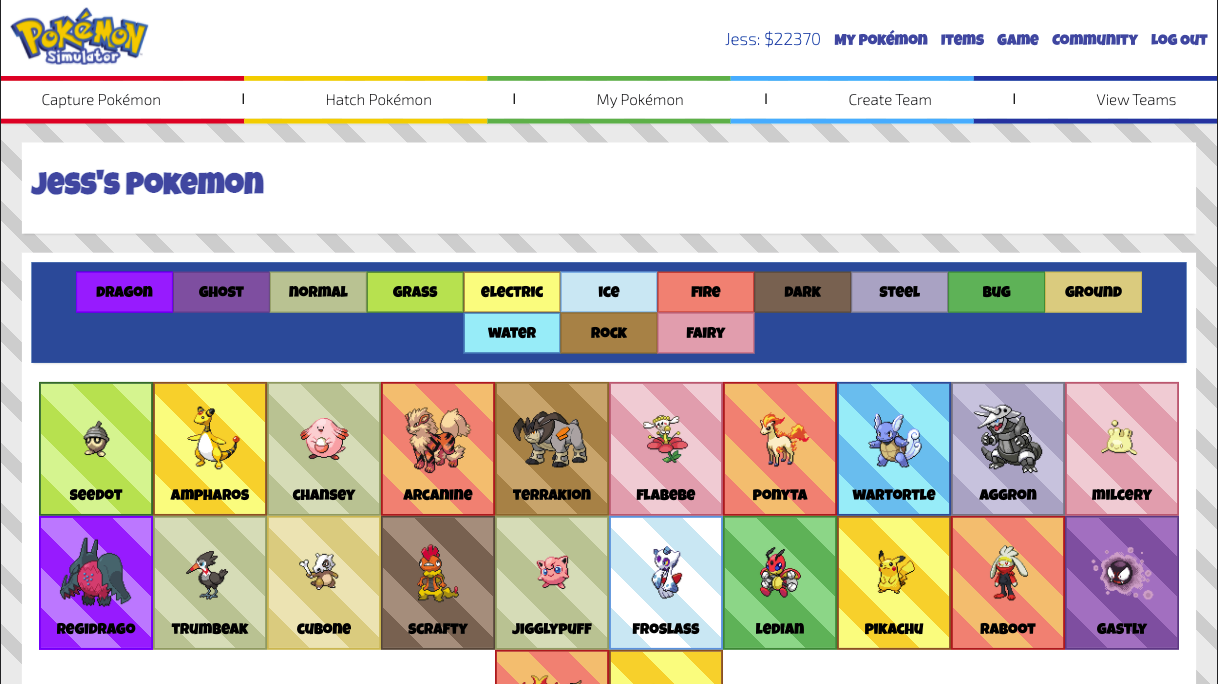 Pokémon
Simulator
Jess: $22370 My Pokémon Items Game Community Log Out
Capture Pokémon | Hatch Pokémon | My Pokémon | Create Team | View Teams
Jess's Pokemon
Dragon Ghost Normal Grass Electric Ice Fire Dark Steel Bug Ground
Water Rock Fairy
Seedot Ampharos Chansey Arcanine Terrakion Flabebe Ponyta Wartortle Aggron Milcery
Regidrago Trumbeak Cubone Scrafty Jigglypuff Froslass Ledian Pikachu Raboot Gastly